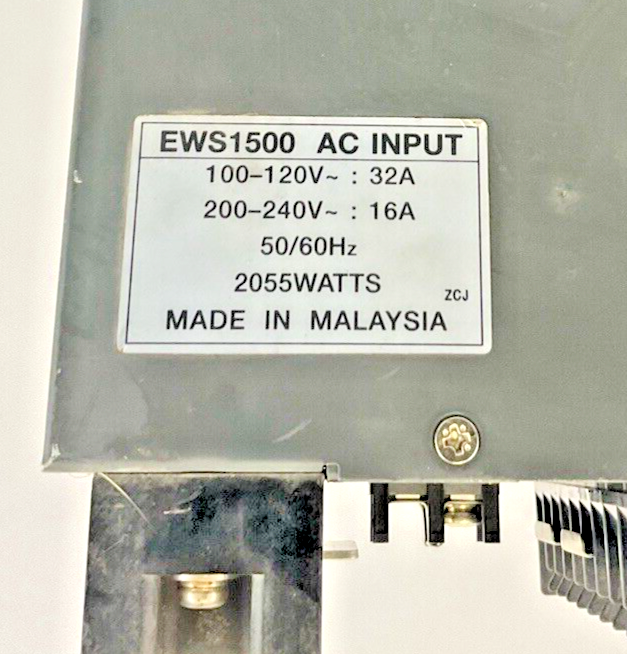 EWS1500 AC INPUT
100–120V~ : 32A
200–240V~ : 16A
50/60Hz
2055WATTS
ZCJ
MADE IN MALAYSIA